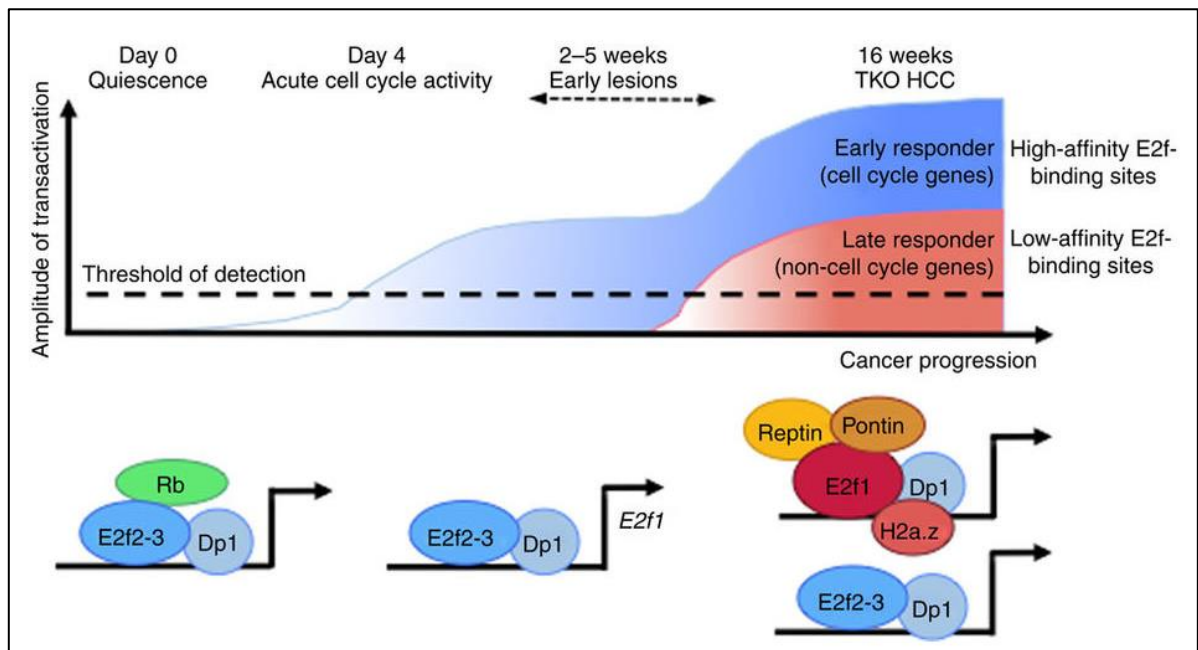 Day 0
Quiescence
Day 4
Acute cell cycle activity
2–5 weeks
Early lesions
16 weeks
TKO HCC
Amplitude of transactivation
Threshold of detection
Early responder
(cell cycle genes)
High-affinity E2f-
binding sites
Late responder
(non-cell cycle genes)
Low-affinity E2f-
binding sites
Cancer progression
Rb
E2f2-3
Dp1
E2f2-3
Dp1
E2f1
Reptin
Pontin
E2f1
Dp1
H2a.z
E2f2-3
Dp1